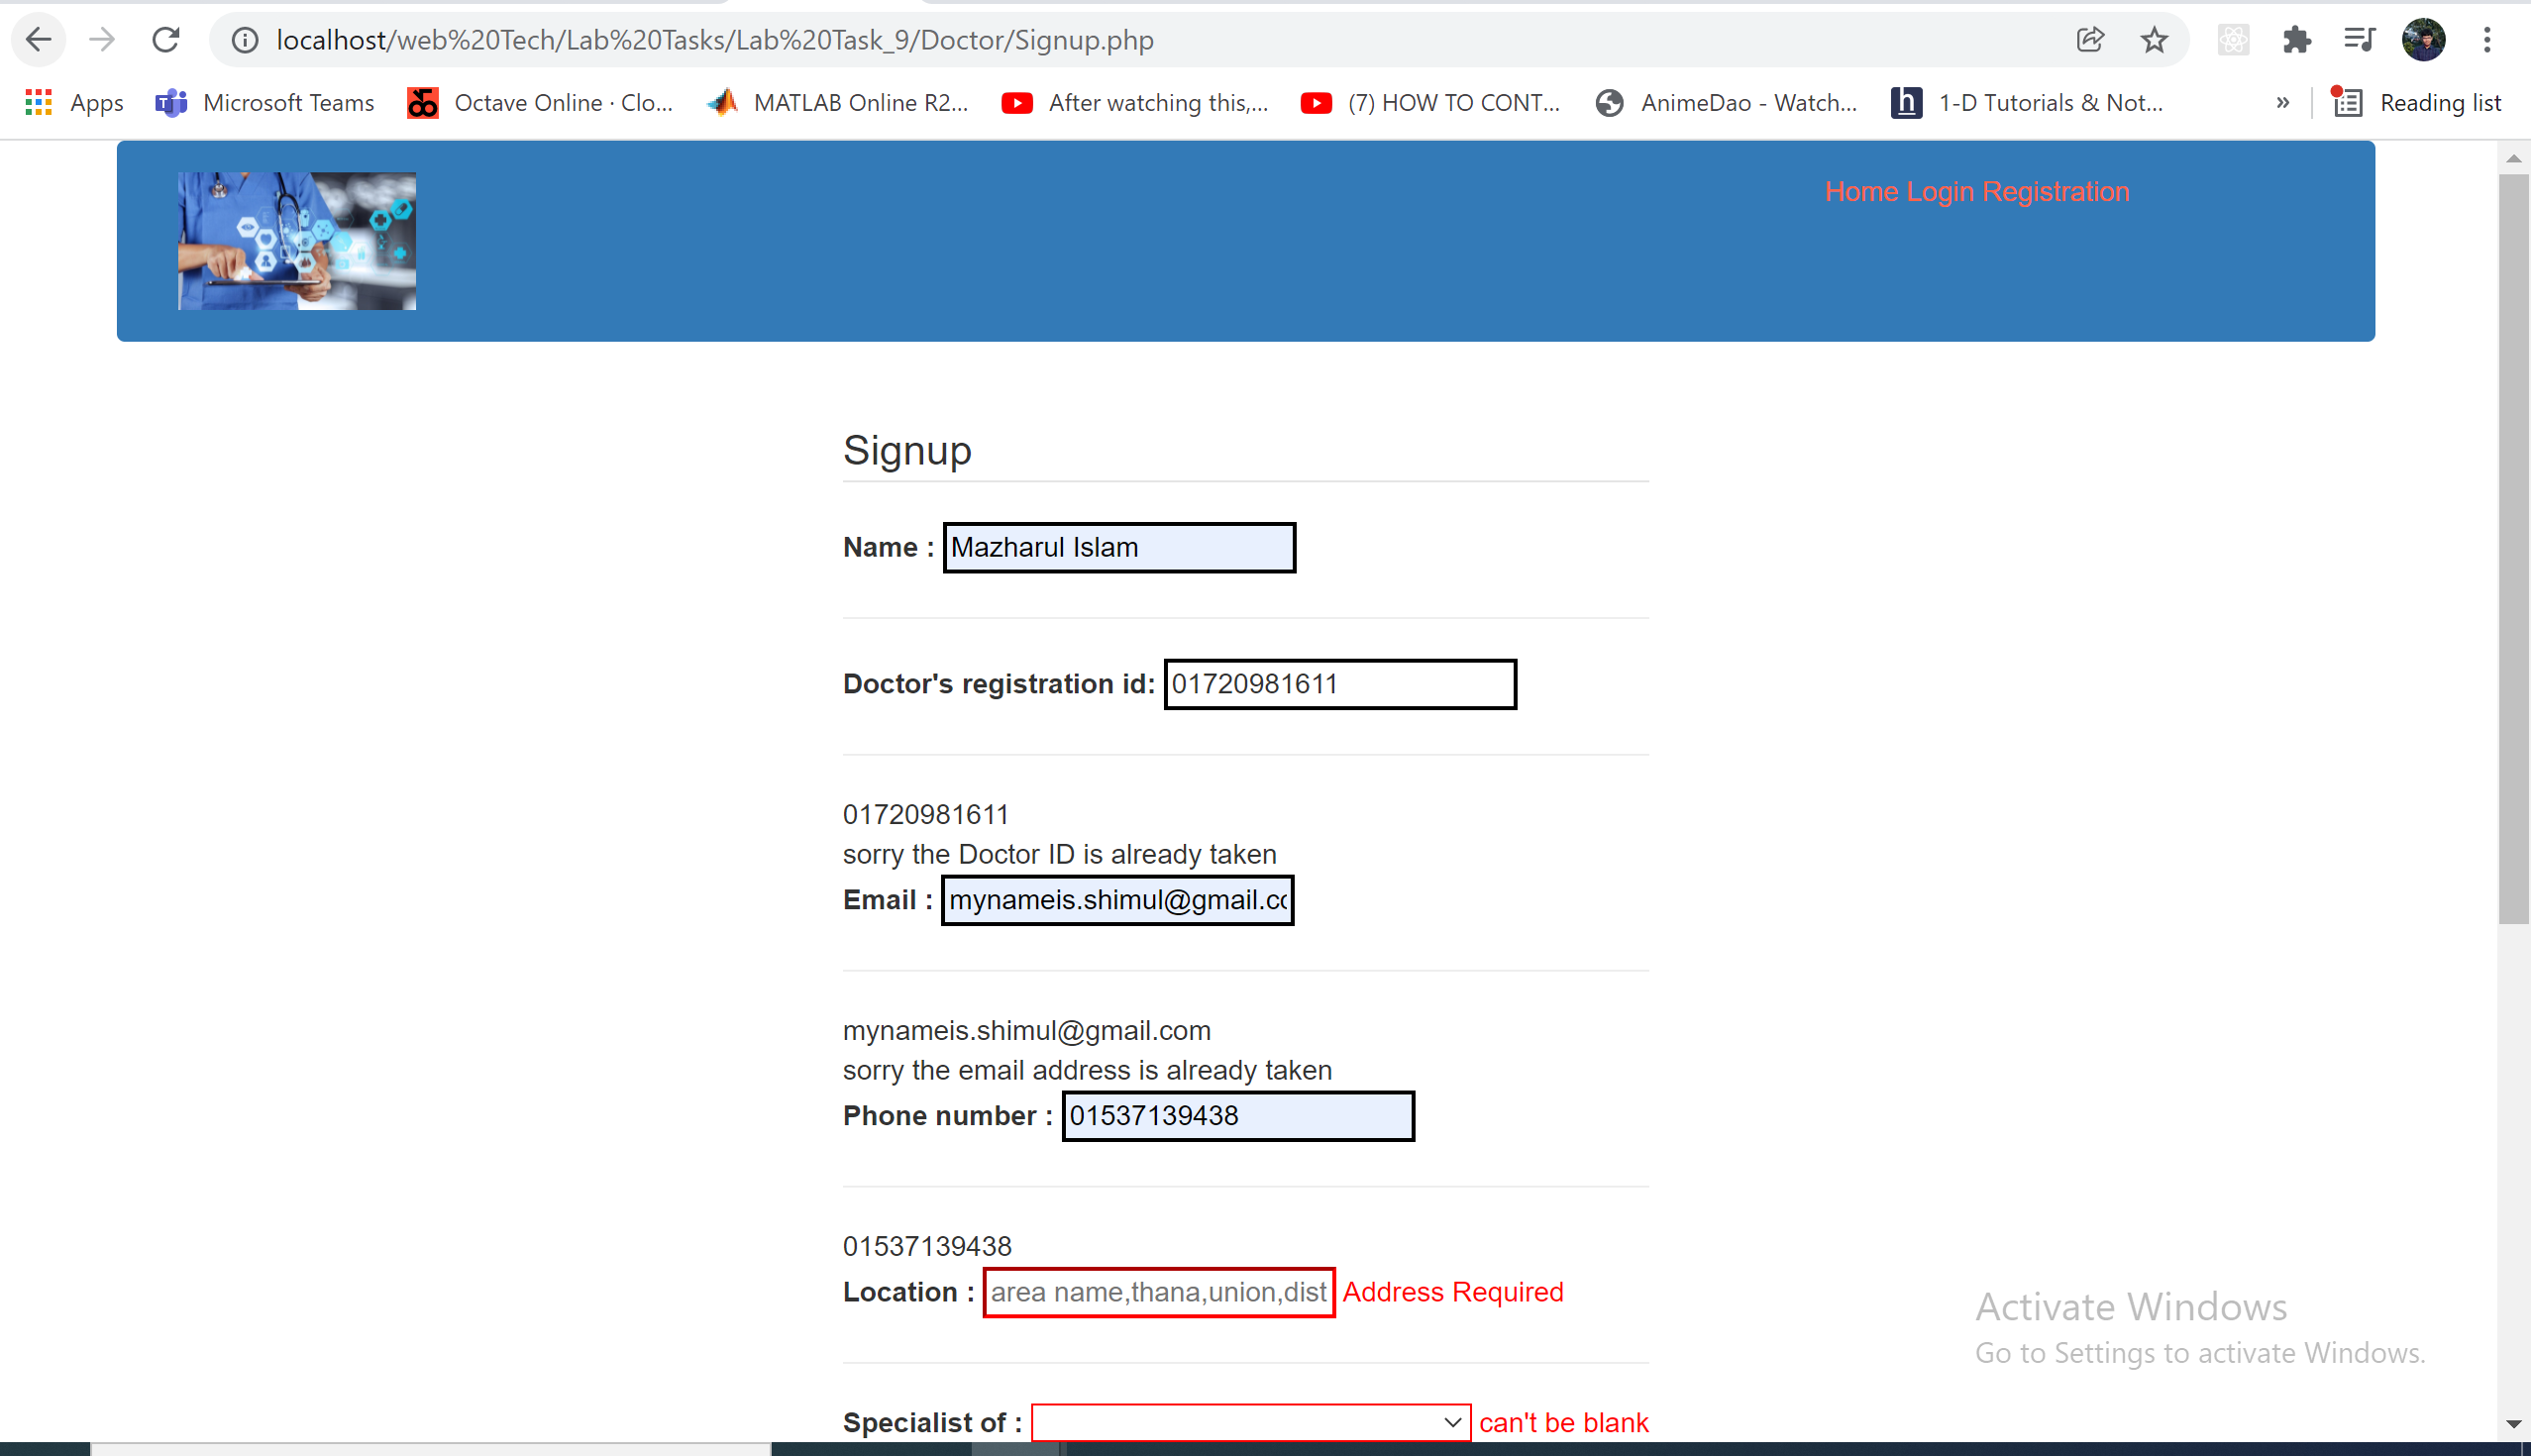 localhost/web%20Tech/Lab%20Tasks/Lab%20Task_9/Doctor/Signup.php
Apps Microsoft Teams Octave Online · Clo... MATLAB Online R2... After watching this,... (7) HOW TO CONT... AnimeDao - Watch... 1-D Tutorials & Not... » Reading list
Home Login Registration
Signup
Name : Mazharul Islam
Doctor's registration id: 01720981611
01720981611
sorry the Doctor ID is already taken
Email : mynameis.shimul@gmail.co
mynameis.shimul@gmail.com
sorry the email address is already taken
Phone number : 01537139438
01537139438
Location : area name,thana,union,dist Address Required
Specialist of : can't be blank
Activate Windows
Go to Settings to activate Windows.